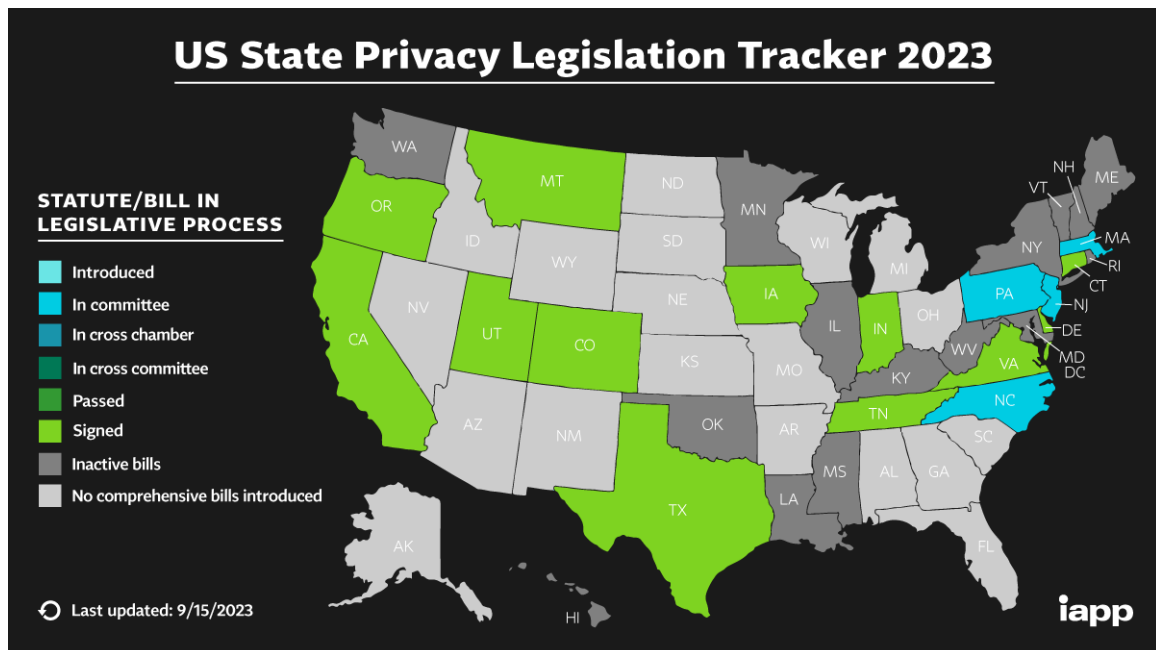 US State Privacy Legislation Tracker 2023
STATUTE/BILL IN
LEGISLATIVE PROCESS
Introduced
In committee
In cross chamber
In cross committee
Passed
Signed
Inactive bills
No comprehensive bills introduced
WA
OR
CA
MT
ID
NV
WY
UT
CO
AZ
NM
ND
SD
NE
KS
OK
TX
MN
IA
MO
AR
LA
WI
IL
MS
MI
IN
OH
KY
TN
AL
GA
FL
SC
NC
VA
WV
PA
NY
VT
NH
ME
MA
RI
CT
NJ
DE
MD
DC
AK
HI
Last updated: 9/15/2023
iapp